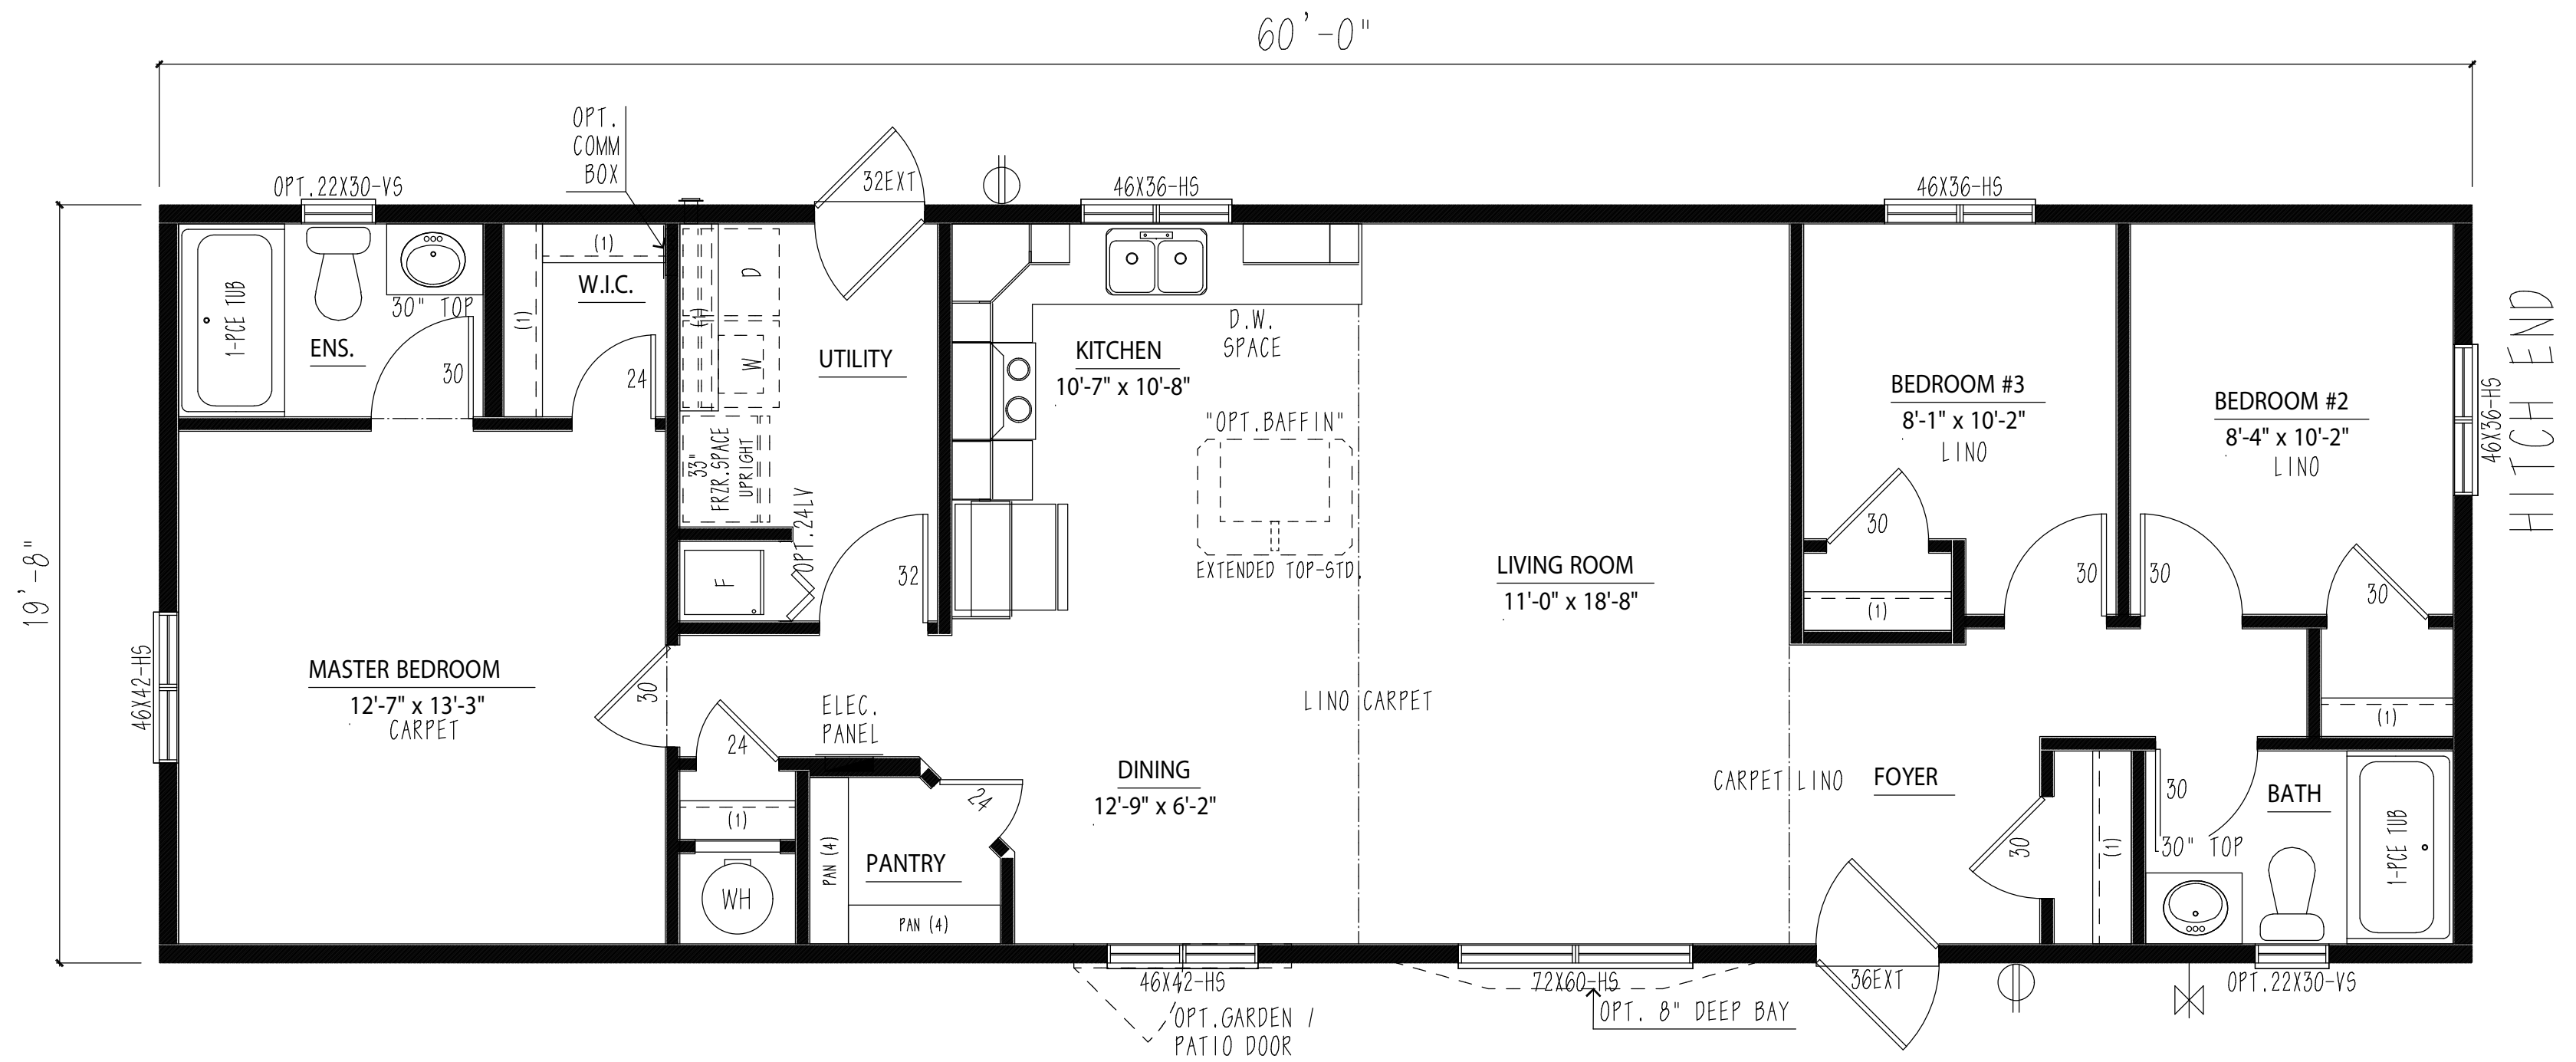 60'-0"
OPT.
COMM
BOX
OPT.22X30-VS
32EXT
46X36-HS
46X36-HS
19'-8"
HITCH END
1-PCE TUB
30" TOP
ENS.
30
(1)
W.I.C.
(1)
24
(1)
D
W
UTILITY
33"
FRZR.SPACE
UPRIGHT
OPT.24LV
F
32
KITCHEN
10'-7" x 10'-8"
D.W.
SPACE
"OPT.BAFFIN"
EXTENDED TOP-STD.
LIVING ROOM
11'-0" x 18'-8"
BEDROOM #3
8'-1" x 10'-2"
LINO
30
(1)
30
BEDROOM #2
8'-4" x 10'-2"
LINO
30
30
(1)
46X36-HS
46X42-HS
MASTER BEDROOM
12'-7" x 13'-3"
CARPET
30
24
(1)
WH
ELEC.
PANEL
24
PANTRY
PAN (4)
PAN (4)
DINING
12'-9" x 6'-2"
LINO CARPET
CARPET LINO
FOYER
30
(1)
30
BATH
30" TOP
1-PCE TUB
46X42-HS
OPT.GARDEN /
PATIO DOOR
72X60-HS
OPT. 8" DEEP BAY
36EXT
OPT.22X30-VS